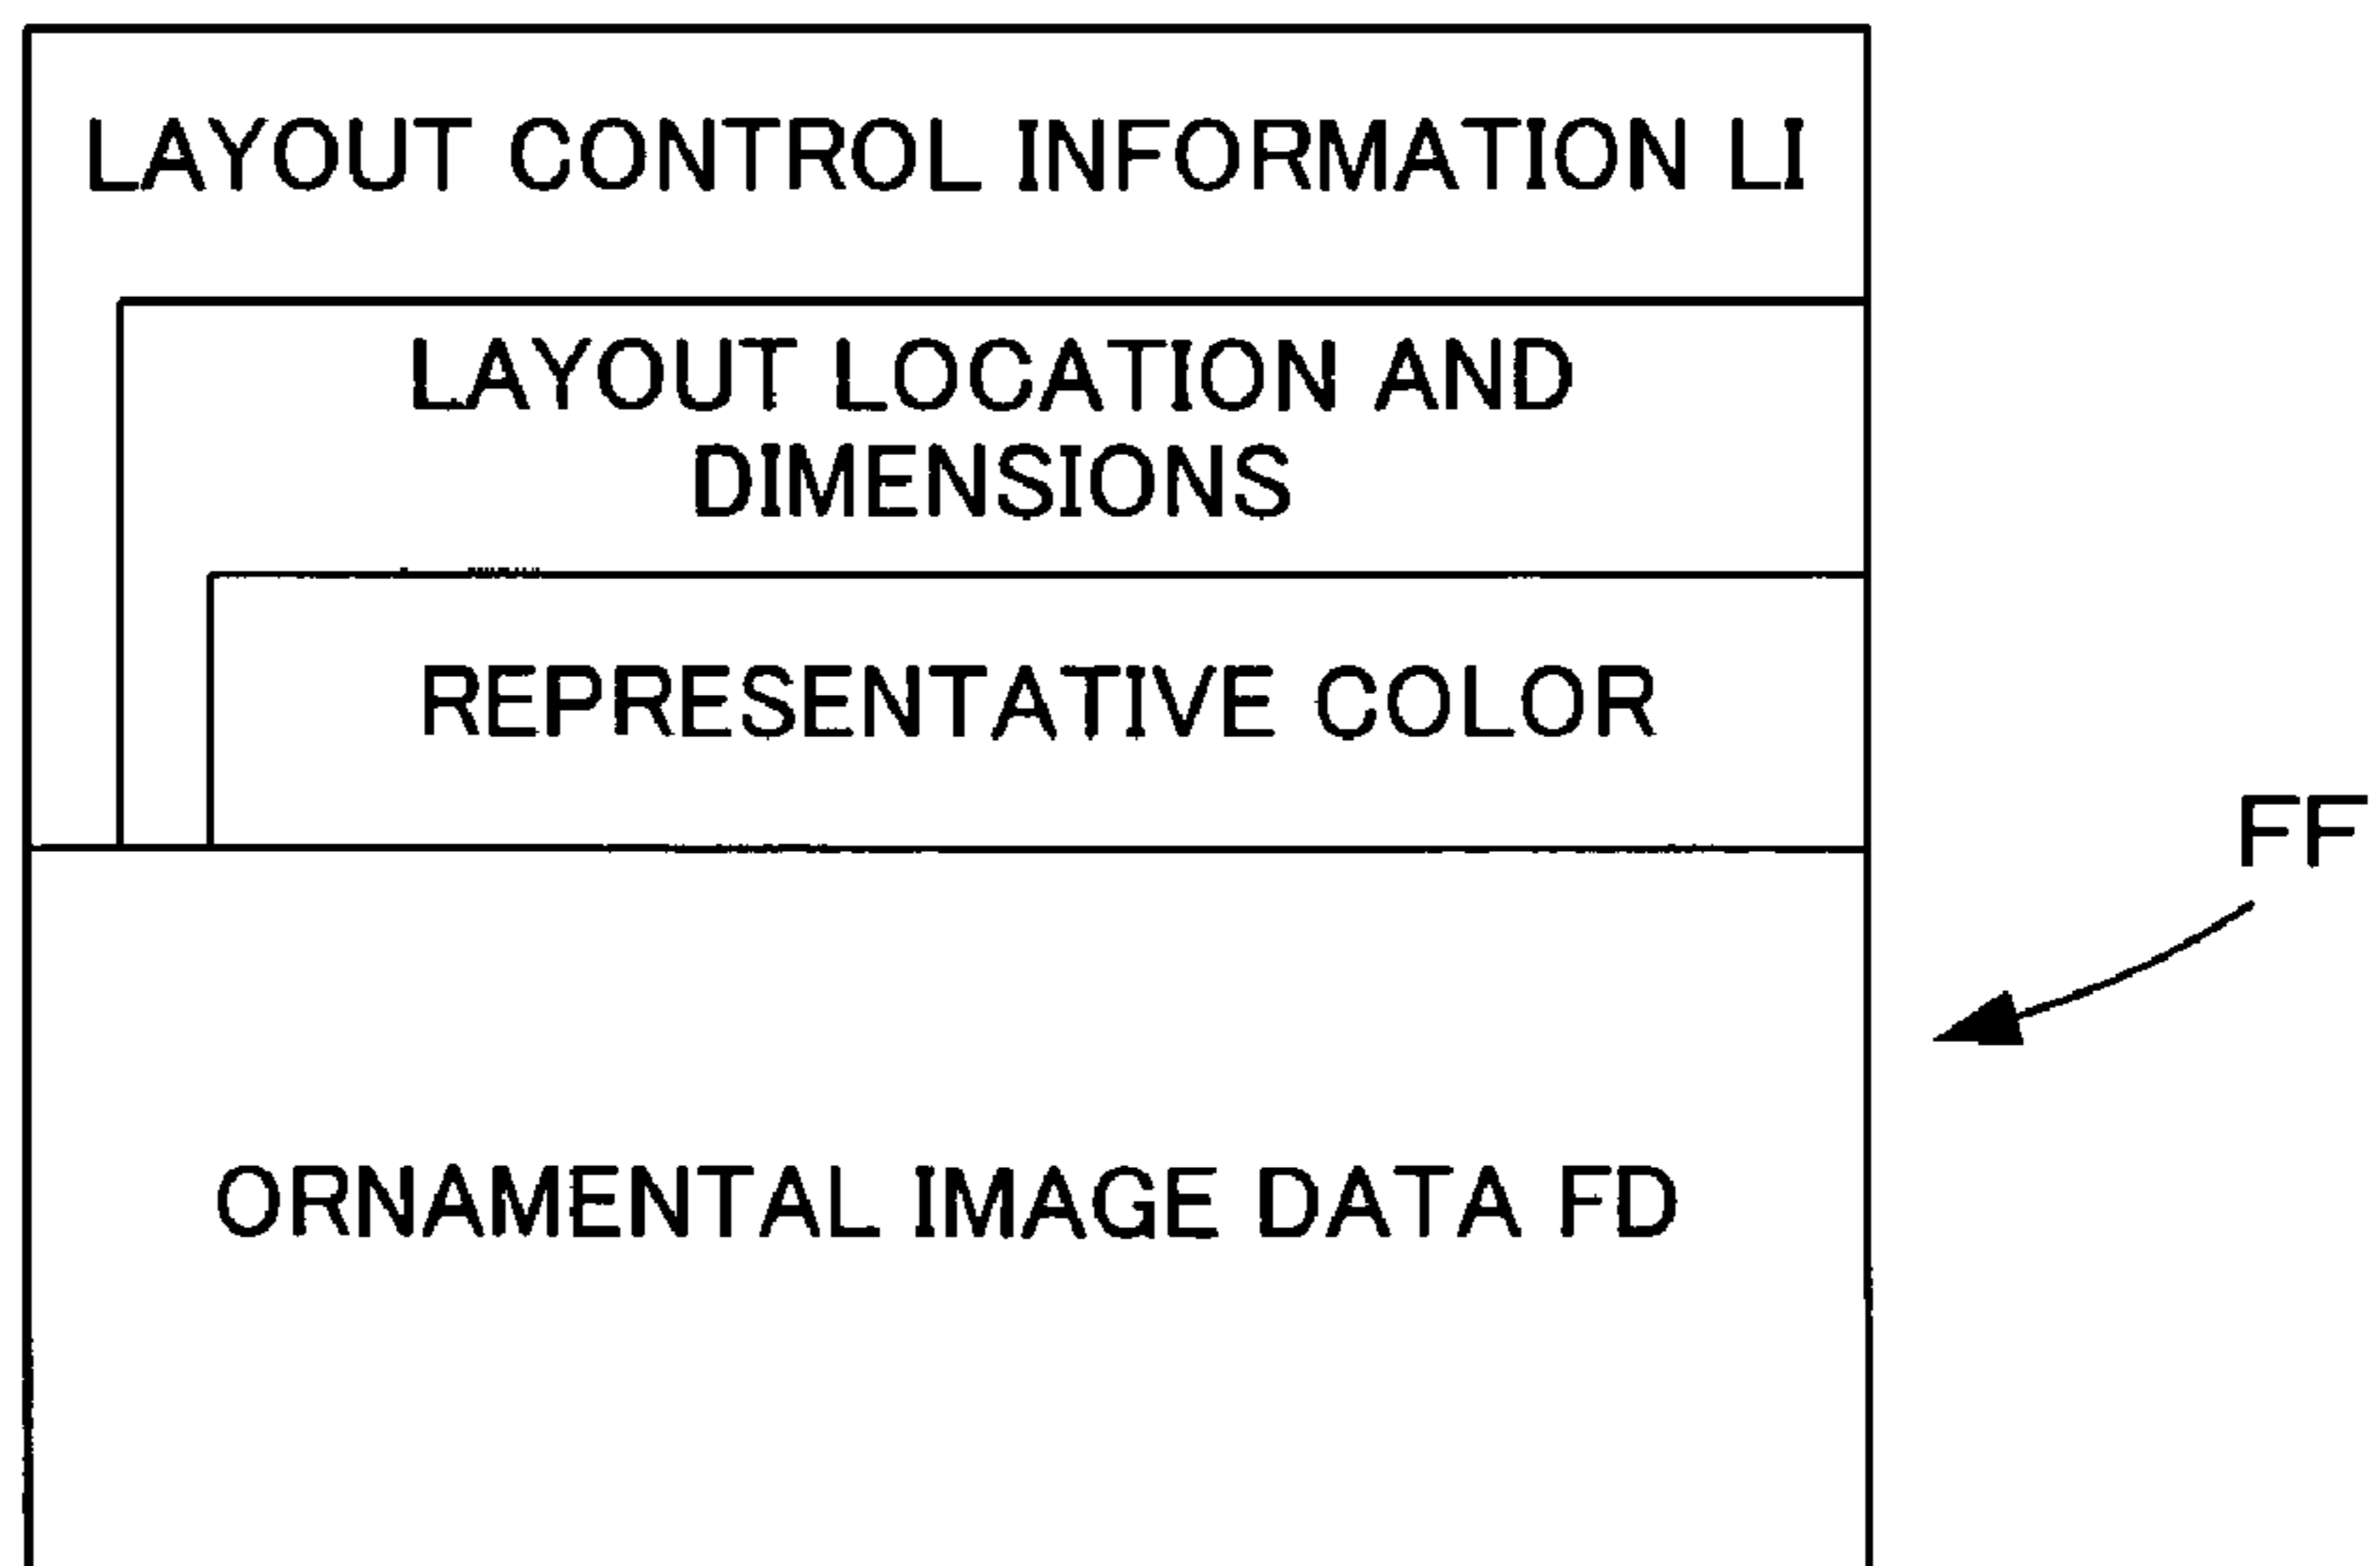 LAYOUT CONTROL INFORMATION LI
LAYOUT LOCATION AND
DIMENSIONS
REPRESENTATIVE COLOR
FF
ORNAMENTAL IMAGE DATA FD